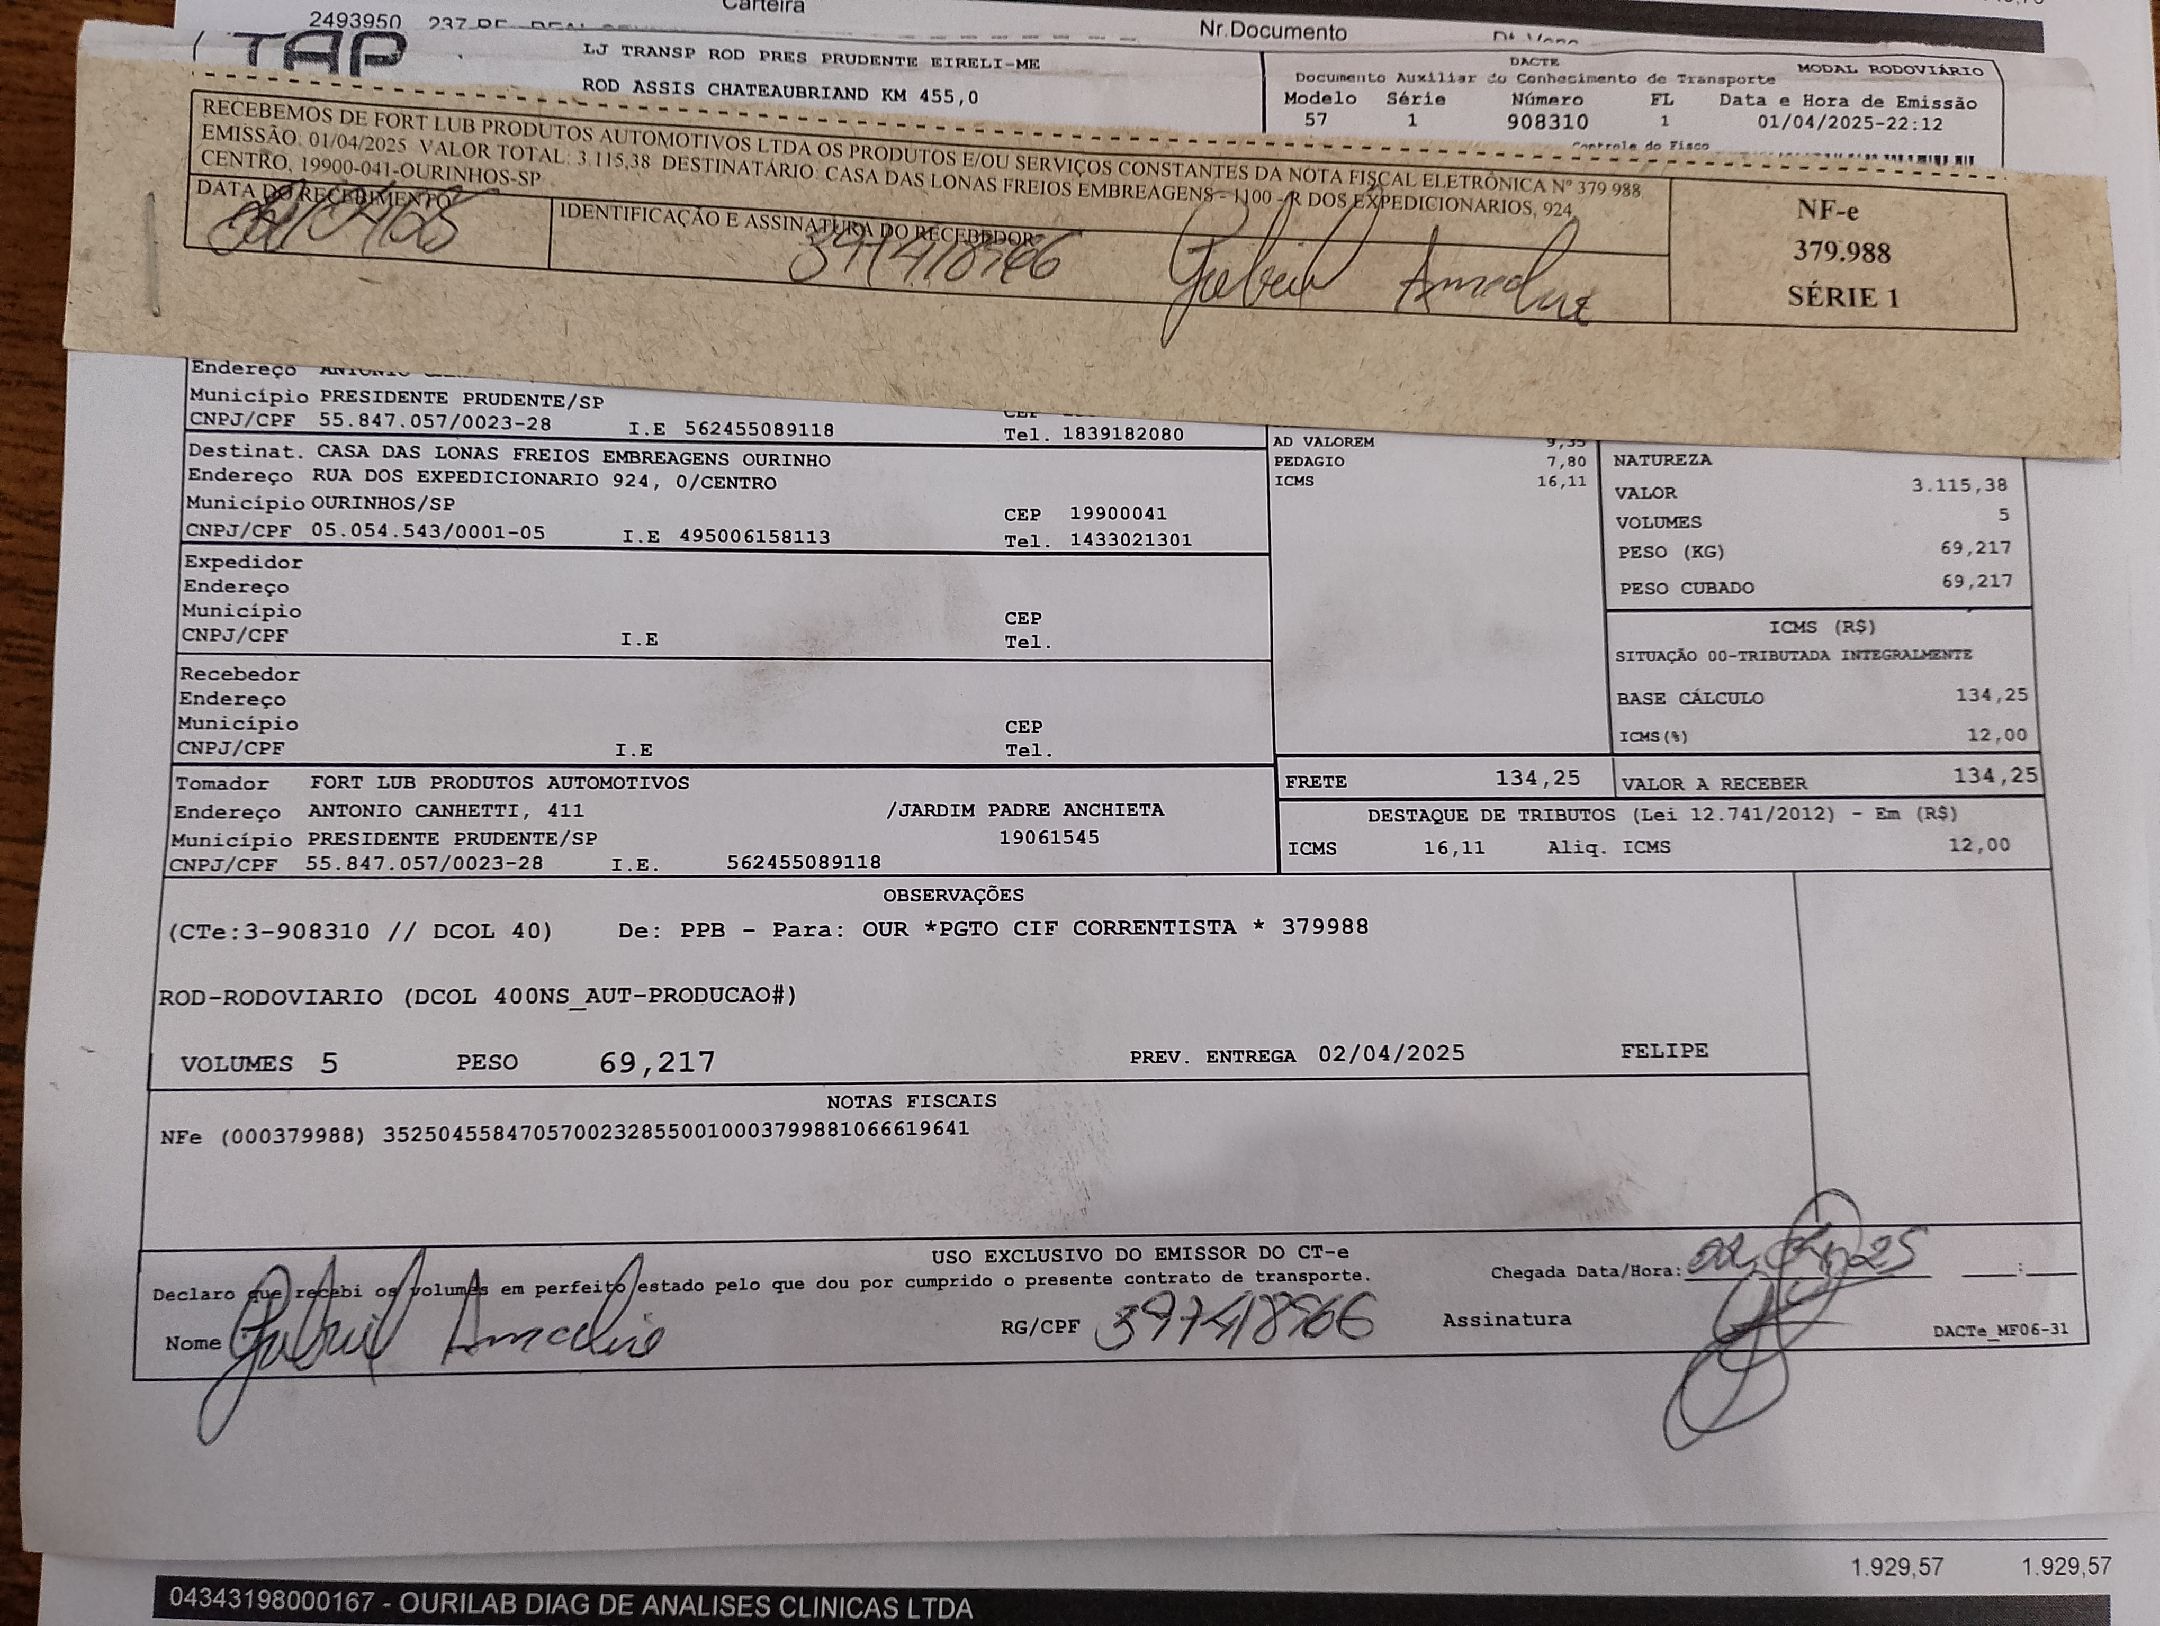 Carteira
2493950 237
Nr.Documento
TAP
LJ TRANSP ROD PRES PRUDENTE EIRELI-ME
ROD ASSIS CHATEAUBRIAND KM 455,0
DACTE
MODAL RODOVIÁRIO
Documento Auxiliar do Conhecimento de Transporte
Modelo Série Número FL Data e Hora de Emissão
57 1 908310 1 01/04/2025-22:12
Controle do Fisco
RECEBEMOS DE FORT LUB PRODUTOS AUTOMOTIVOS LTDA OS PRODUTOS E/OU SERVIÇOS CONSTANTES DA NOTA FISCAL ELETRÔNICA Nº 379 988
EMISSÃO: 01/04/2025 VALOR TOTAL: 3.115,38 DESTINATÁRIO: CASA DAS LONAS FREIOS EMBREAGENS - 1100 - R DOS EXPEDICIONARIOS, 924,
CENTRO, 19900-041-OURINHOS-SP
DATA DO RECEBIMENTO
IDENTIFICAÇÃO E ASSINATURA DO RECEBEDOR
397418966 Gabriel
NF-e
379.988
SÉRIE 1
Endereço ANTONIO
Município PRESIDENTE PRUDENTE/SP
CEP
CNPJ/CPF 55.847.057/0023-28 I.E 562455089118 Tel. 1839182080
Destinat. CASA DAS LONAS FREIOS EMBREAGENS OURINHO
Endereço RUA DOS EXPEDICIONARIO 924, 0/CENTRO
Município OURINHOS/SP CEP 19900041
CNPJ/CPF 05.054.543/0001-05 I.E 495006158113 Tel. 1433021301
Expedidor
Endereço
Município CEP
CNPJ/CPF I.E Tel.
Recebedor
Endereço
Município CEP
CNPJ/CPF I.E Tel.
Tomador FORT LUB PRODUTOS AUTOMOTIVOS
Endereço ANTONIO CANHETTI, 411 /JARDIM PADRE ANCHIETA
Município PRESIDENTE PRUDENTE/SP 19061545
CNPJ/CPF 55.847.057/0023-28 I.E. 562455089118
AD VALOREM 9,35
PEDAGIO 7,80
ICMS 16,11
NATUREZA
VALOR 3.115,38
VOLUMES 5
PESO (KG) 69,217
PESO CUBADO 69,217
ICMS (R$)
SITUAÇÃO 00-TRIBUTADA INTEGRALMENTE
BASE CÁLCULO 134,25
ICMS(%) 12,00
FRETE 134,25 VALOR A RECEBER 134,25
DESTAQUE DE TRIBUTOS (Lei 12.741/2012) - Em (R$)
ICMS 16,11 Aliq. ICMS 12,00
OBSERVAÇÕES
(CTe:3-908310 // DCOL 40) De: PPB - Para: OUR *PGTO CIF CORRENTISTA * 379988
ROD-RODOVIARIO (DCOL 400NS_AUT-PRODUCAO#)
VOLUMES 5 PESO 69,217 PREV. ENTREGA 02/04/2025 FELIPE
NOTAS FISCAIS
NFe (000379988) 35250455847057002328550010003799881066619641
USO EXCLUSIVO DO EMISSOR DO CT-e
Declaro que recebi os volumes em perfeito estado pelo que dou por cumprido o presente contrato de transporte.
Chegada Data/Hora: __:__
Nome Gabriel RG/CPF 397418966 Assinatura
DACTe_MF06-31
1.929,57 1.929,57
04343198000167 - OURILAB DIAG DE ANALISES CLINICAS LTDA